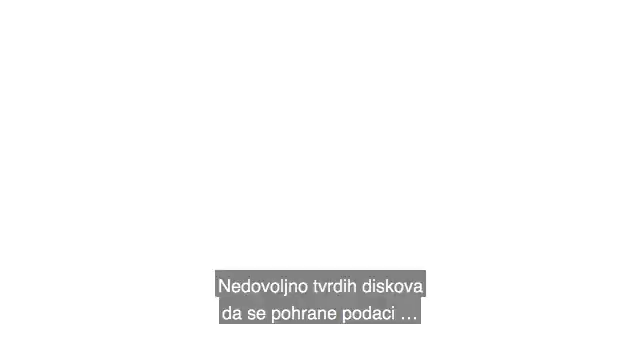 Nedovoljno tvrdih diskova
da se pohrane podaci …